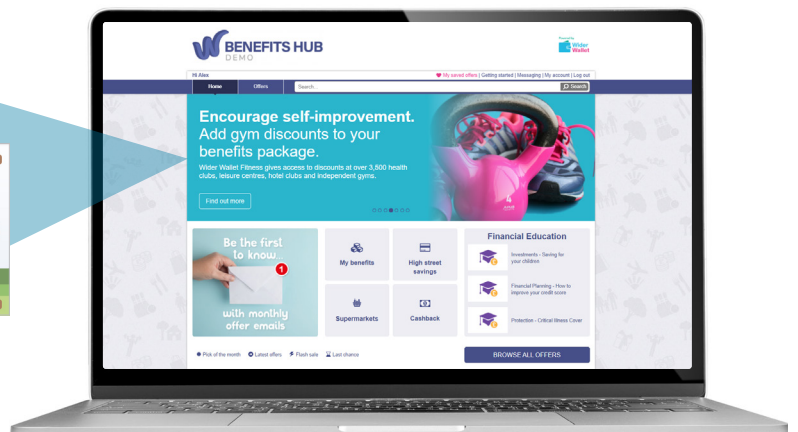 BENEFITS HUB
DEMO
Powered by
Wider
Wallet
Hi Alex
My saved offers | Getting started | Messaging | My account | Log out
Home
Offers
Search...
Search
Encourage self-improvement.
Add gym discounts to your
benefits package.
Wider Wallet Fitness gives access to discounts at over 3,500 health
clubs, leisure centres, hotel clubs and independent gyms.
Find out more
4
Be the first
to know...
1
with monthly
offer emails
My benefits
High street
savings
Supermarkets
Cashback
Financial Education
Investments - Saving for
your children
Financial Planning - How to
improve your credit score
Protection - Critical Illness Cover
Pick of the month
Latest offers
Flash sale
Last chance
BROWSE ALL OFFERS